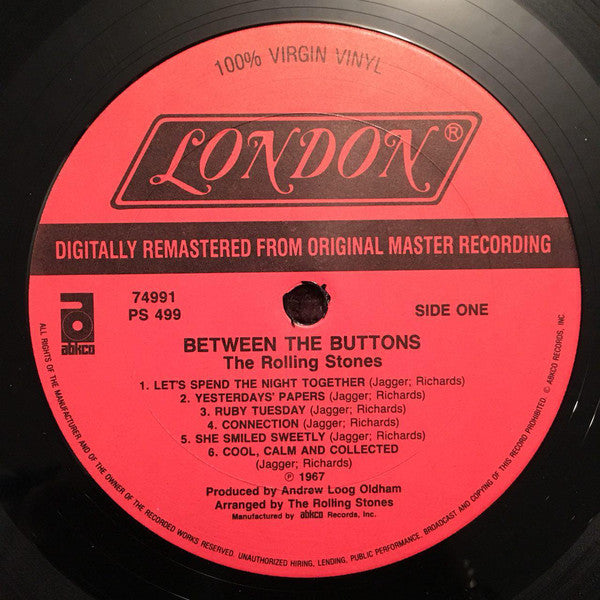 100% VIRGIN VINYL
LONDON®
DIGITALLY REMASTERED FROM ORIGINAL MASTER RECORDING
74991
PS 499
SIDE ONE
abkco
BETWEEN THE BUTTONS
The Rolling Stones
1. LET'S SPEND THE NIGHT TOGETHER (Jagger; Richards)
2. YESTERDAYS' PAPERS (Jagger; Richards)
3. RUBY TUESDAY (Jagger; Richards)
4. CONNECTION (Jagger; Richards)
5. SHE SMILED SWEETLY (Jagger; Richards)
6. COOL, CALM AND COLLECTED
(Jagger; Richards)
℗ 1967
Produced by Andrew Loog Oldham
Arranged by The Rolling Stones
Manufactured by abkco Records, Inc.
ALL RIGHTS OF THE MANUFACTURER AND OF THE OWNER OF THE RECORDED WORKS RESERVED. UNAUTHORIZED HIRING, LENDING, PUBLIC PERFORMANCE, BROADCAST AND COPYING OF THIS RECORD PROHIBITED. © ABKCO RECORDS, INC.